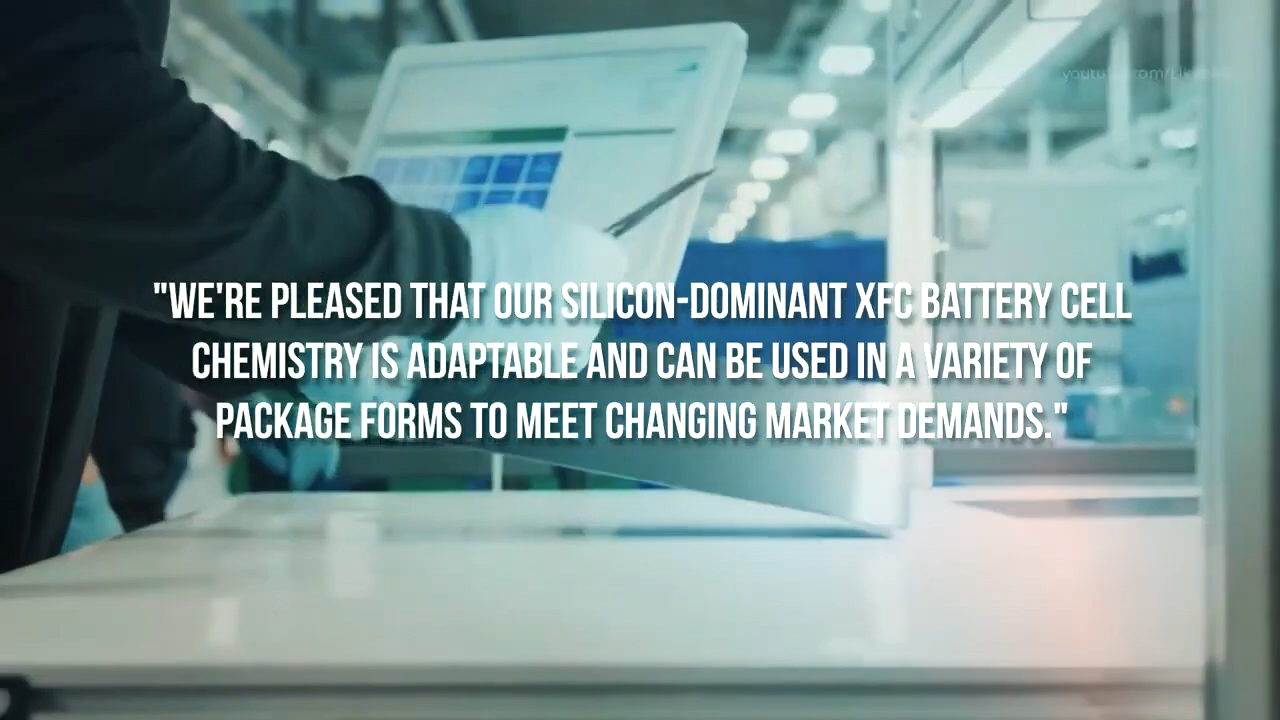 "WE'RE PLEASED THAT OUR SILICON-DOMINANT XFC BATTERY CELL
CHEMISTRY IS ADAPTABLE AND CAN BE USED IN A VARIETY OF
PACKAGE FORMS TO MEET CHANGING MARKET DEMANDS."